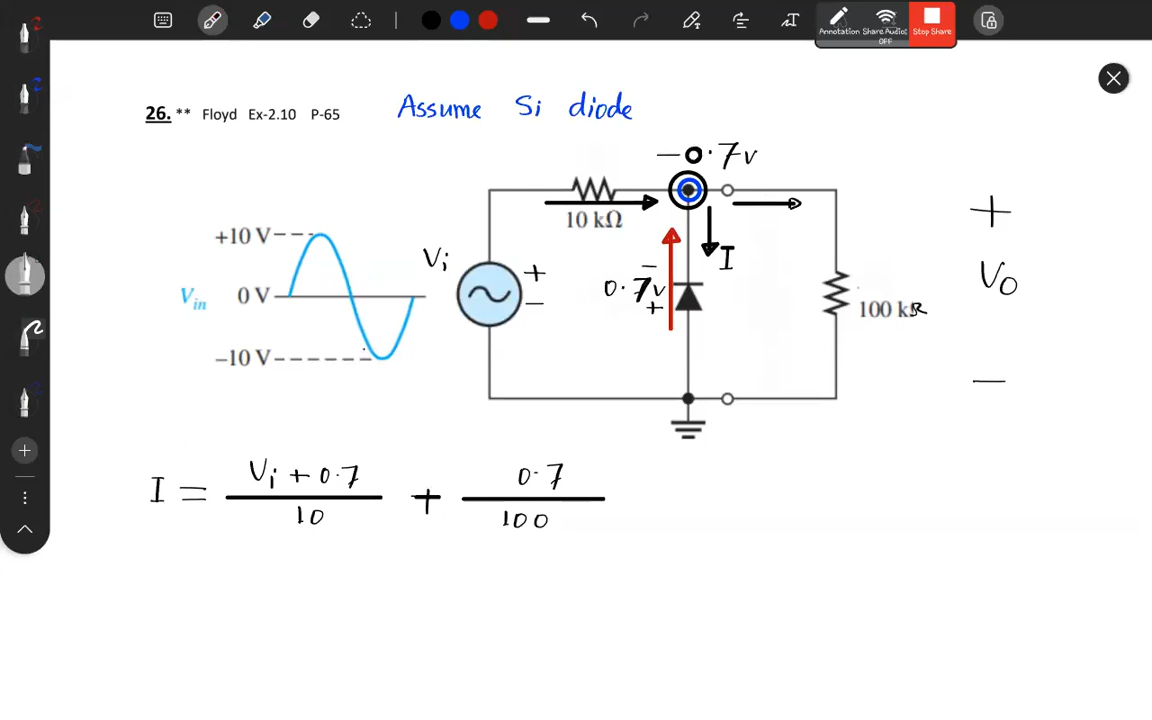 Annotation Share Audio: Stop Share
OFF
26. ** Floyd Ex-2.10 P-65 Assume Si diode
-0.7v
10 kΩ
+10 V
Vin 0 V
-10 V
Vi
+
-
I
-
0.7v
+
100 kΩ
+
Vo
-
I = Vi + 0.7 / 10 + 0.7 / 100